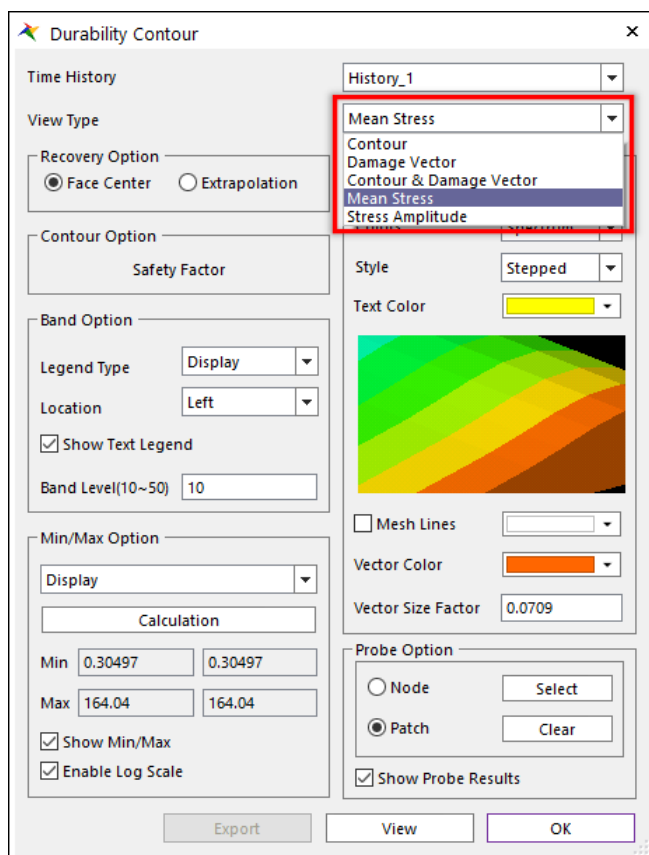 Durability Contour
Time History
History_1
View Type
Mean Stress
Contour
Damage Vector
Contour & Damage Vector
Mean Stress
Stress Amplitude
Recovery Option
Face Center
Extrapolation
Contour Option
Safety Factor
Style
Stepped
Text Color
Band Option
Legend Type
Display
Location
Left
Show Text Legend
Band Level(10~50)
10
Mesh Lines
Vector Color
Vector Size Factor
0.0709
Min/Max Option
Display
Calculation
Min
0.30497
0.30497
Max
164.04
164.04
Show Min/Max
Enable Log Scale
Probe Option
Node
Select
Patch
Clear
Show Probe Results
Export
View
OK